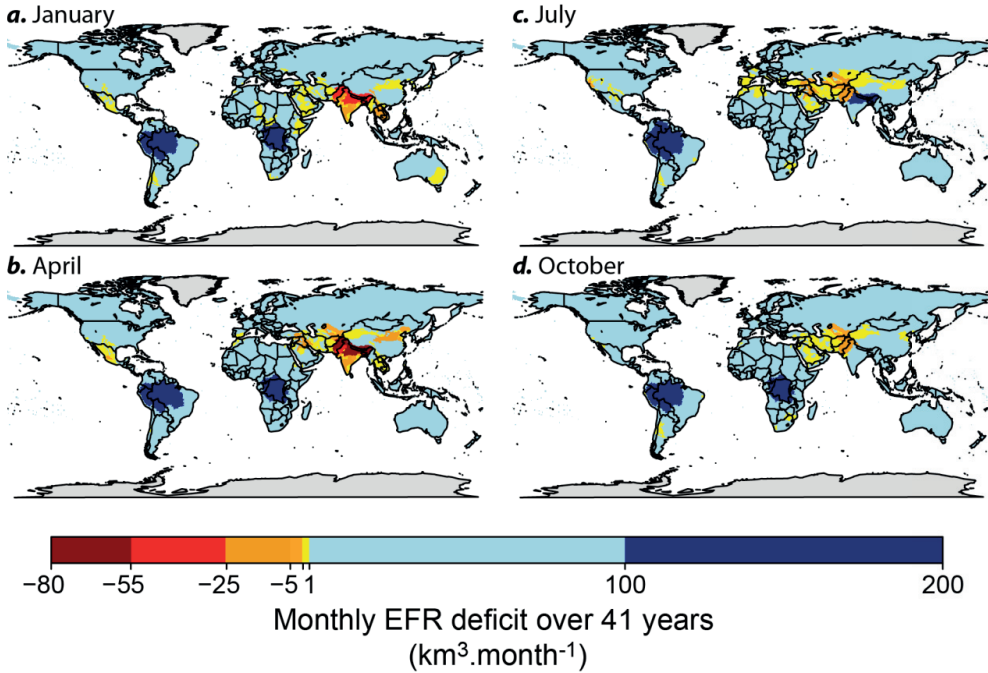 a. January
c. July
b. April
d. October
−80 −55 −25 −5 1 100 200
Monthly EFR deficit over 41 years
(km³.month⁻¹)